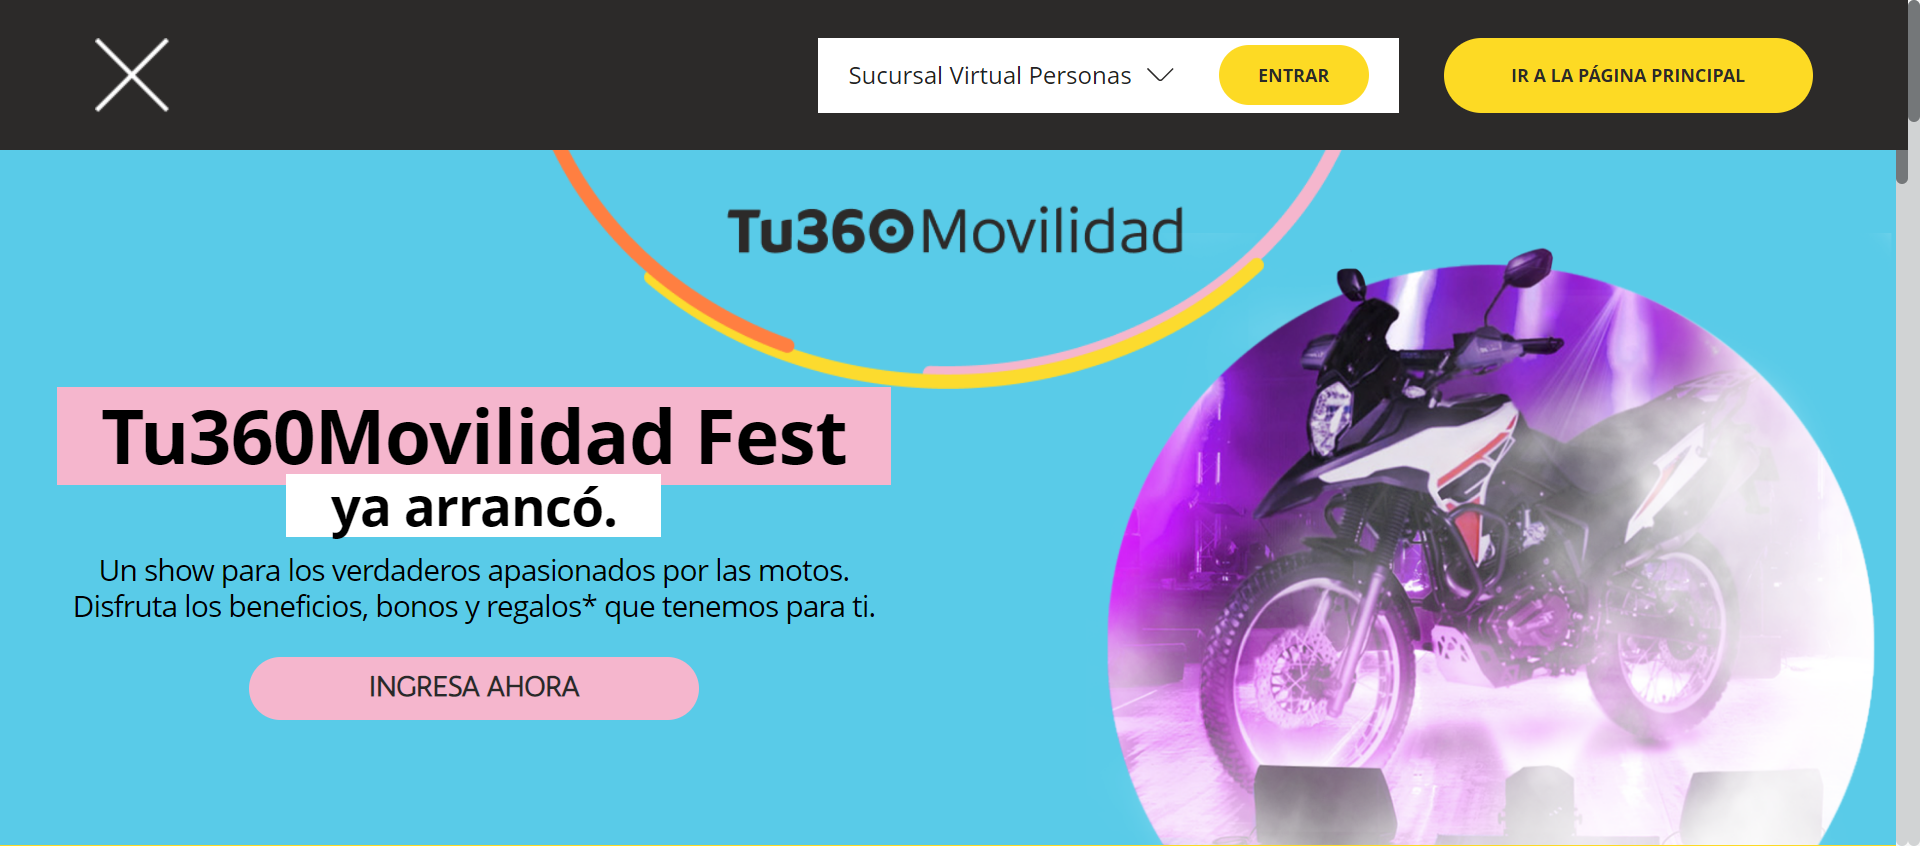 Sucursal Virtual Personas
ENTRAR
IR A LA PÁGINA PRINCIPAL
Tu360Movilidad
Tu360Movilidad Fest
ya arrancó.
Un show para los verdaderos apasionados por las motos.
Disfruta los beneficios, bonos y regalos* que tenemos para ti.
INGRESA AHORA